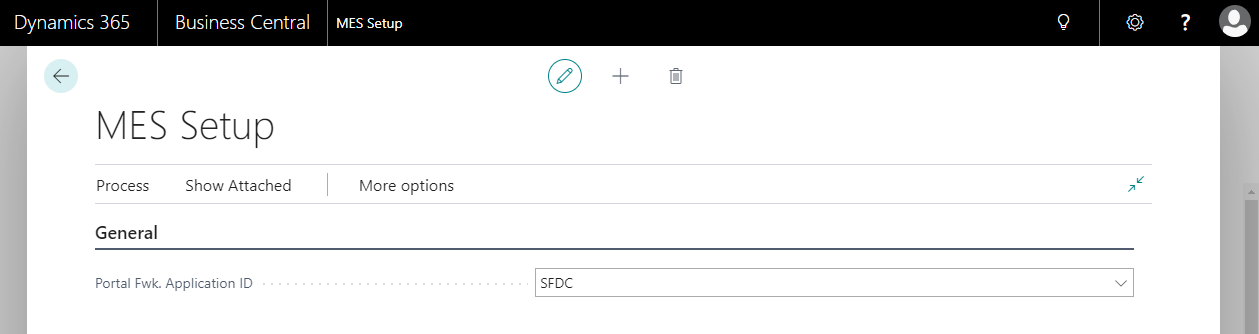 Dynamics 365 Business Central MES Setup ?
MES Setup
Process Show Attached More options
General
Portal Fwk. Application ID SFDC